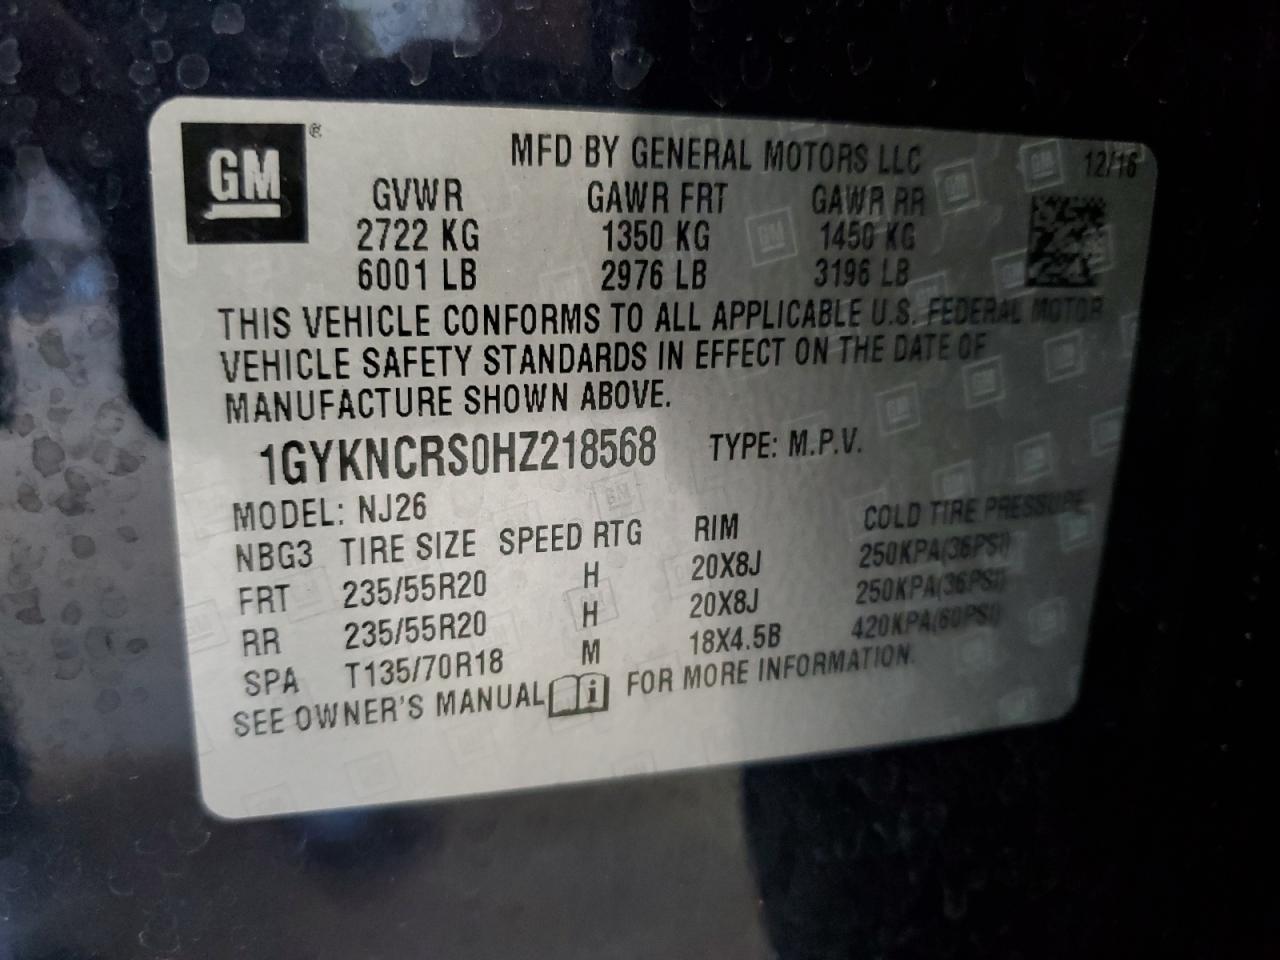 GM ®
MFD BY GENERAL MOTORS LLC 12/16
GVWR GAWR FRT GAWR RR
2722 KG 1350 KG 1450 KG
6001 LB 2976 LB 3196 LB
THIS VEHICLE CONFORMS TO ALL APPLICABLE U.S. FEDERAL MOTOR
VEHICLE SAFETY STANDARDS IN EFFECT ON THE DATE OF
MANUFACTURE SHOWN ABOVE.
1GYKNCRS0HZ218568 TYPE: M.P.V.
MODEL: NJ26
NBG3 TIRE SIZE SPEED RTG RIM COLD TIRE PRESSURE
FRT 235/55R20 H 20X8J 250KPA(36PSI)
RR 235/55R20 H 20X8J 250KPA(36PSI)
SPA T135/70R18 M 18X4.5B 420KPA(60PSI)
SEE OWNER'S MANUAL i FOR MORE INFORMATION.